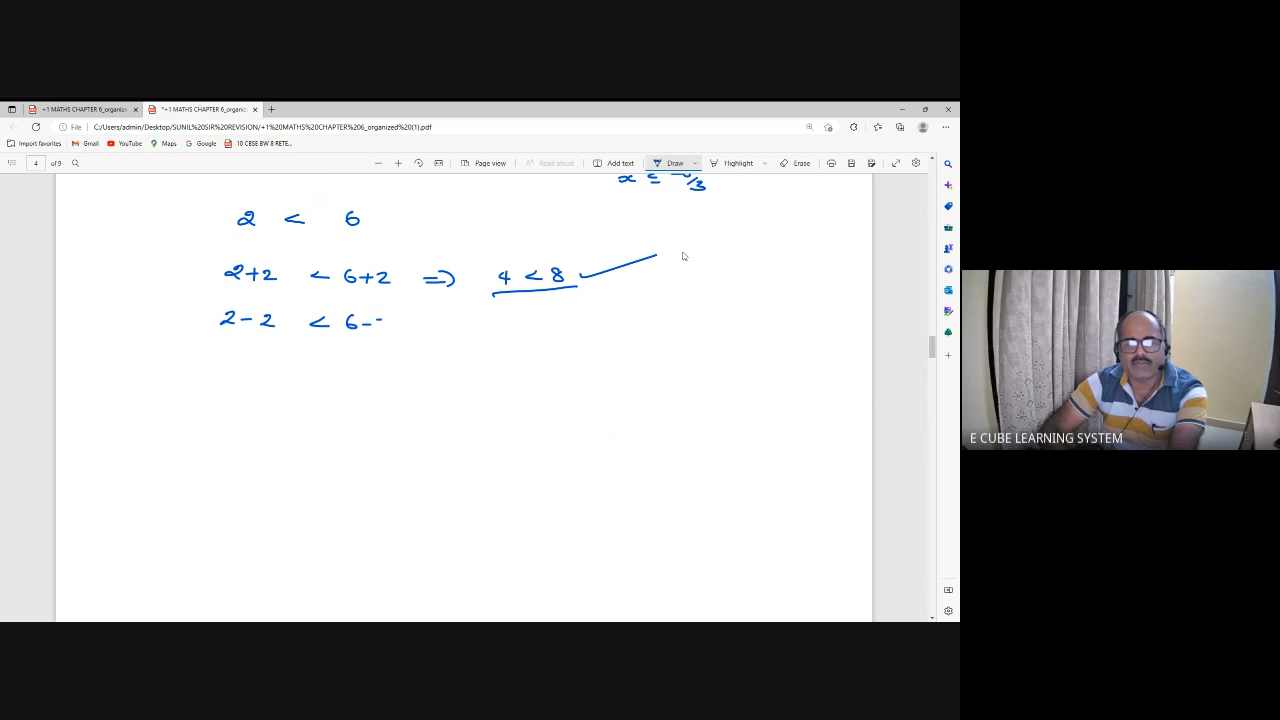 +1 MATHS CHAPTER 6_organize
*+1 MATHS CHAPTER 6_organiz
File C:/Users/admin/Desktop/SUNIL%20SIR%20REVISION/+1%20MATHS%20CHAPTER%206_organized%20(1).pdf
Import favorites Gmail YouTube Maps Google 10 CBSE BW 8 RETE...
4 of 9 Page view Read aloud Add text Draw Highlight Erase
2 < 6
2+2 < 6+2 => 4 < 8
2-2 < 6-
E CUBE LEARNING SYSTEM